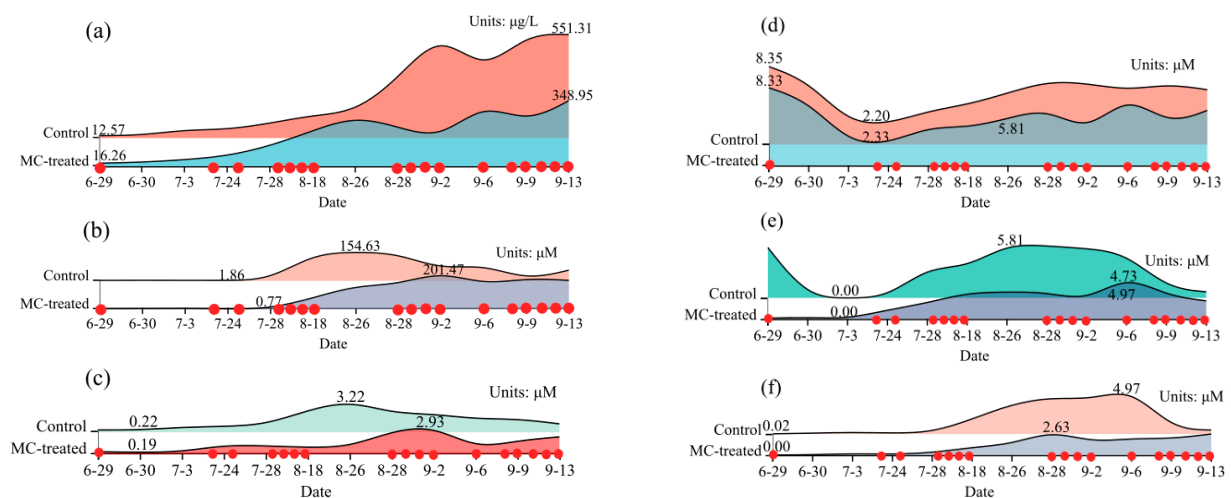 (a)
Units: μg/L
551.31
348.95
Control
12.57
MC-treated
16.26
6-29 6-30 7-3 7-24 7-28 8-18 8-26 8-28 9-2 9-6 9-9 9-13
Date
(b)
Units: μM
154.63
Control
1.86
201.47
MC-treated
0.77
6-29 6-30 7-3 7-24 7-28 8-18 8-26 8-28 9-2 9-6 9-9 9-13
Date
(c)
Units: μM
3.22
Control
0.22
2.93
MC-treated
0.19
6-29 6-30 7-3 7-24 7-28 8-18 8-26 8-28 9-2 9-6 9-9 9-13
Date
(d)
8.35
Units: μM
8.33
2.20
Control
2.33
5.81
MC-treated
6-29 6-30 7-3 7-24 7-28 8-18 8-26 8-28 9-2 9-6 9-9 9-13
Date
(e)
5.81
Units: μM
4.73
Control
0.00
4.97
MC-treated
0.00
6-29 6-30 7-3 7-24 7-28 8-18 8-26 8-28 9-2 9-6 9-9 9-13
Date
(f)
4.97
Units: μM
Control
0.02
2.63
MC-treated
0.00
6-29 6-30 7-3 7-24 7-28 8-18 8-26 8-28 9-2 9-6 9-9 9-13
Date